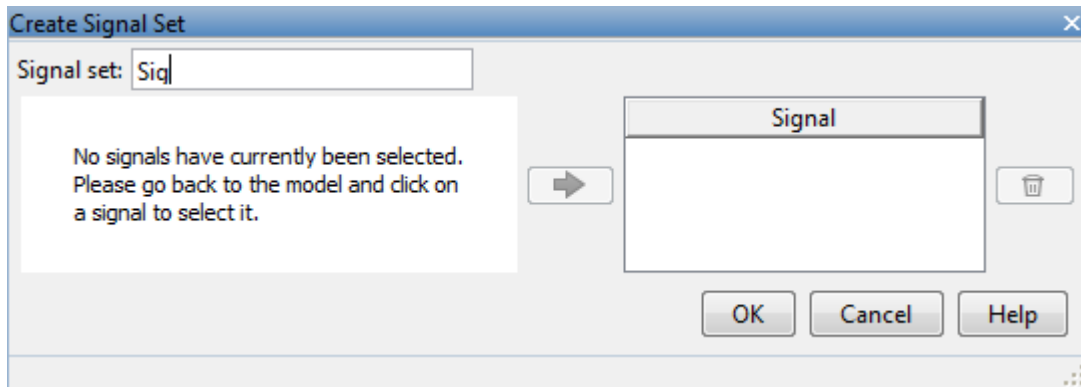 Create Signal Set
Signal set: Sig
No signals have currently been selected.
Please go back to the model and click on
a signal to select it.
Signal
OK Cancel Help